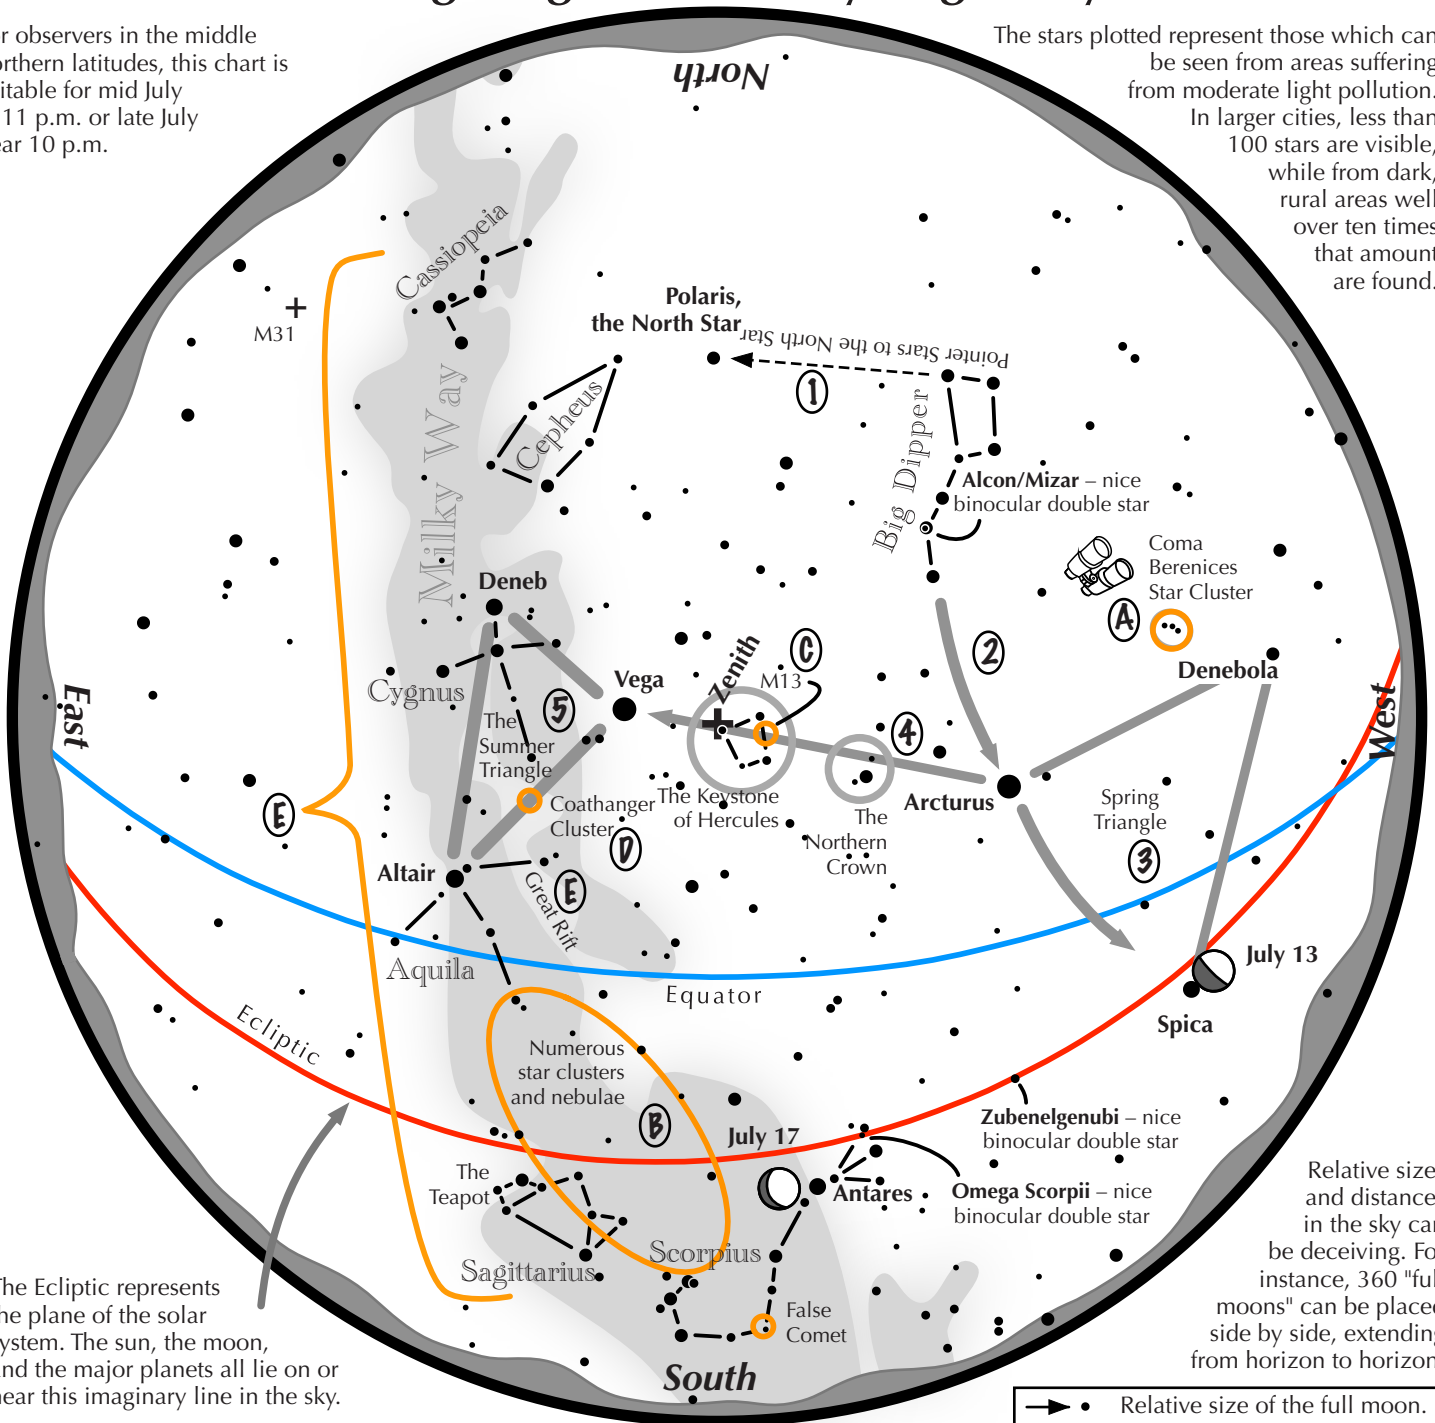 r observers in the middle
orthern latitudes, this chart is
itable for mid July
11 p.m. or late July
ear 10 p.m.
The stars plotted represent those which can
be seen from areas suffering
from moderate light pollution.
In larger cities, less than
100 stars are visible,
while from dark,
rural areas well
over ten times
that amount
are found.
North
Cassiopeia
M31
Polaris,
the North Star
Pointer Stars to the North Star
1
Milky Way
Cepheus
Big Dipper
Alcon/Mizar – nice
binocular double star
Coma
Berenices
Star Cluster
A
Deneb
Cygnus
Vega
Zenith
C
M13
2
Denebola
East
West
The
Summer
Triangle
5
4
E
Coathanger
Cluster
D
The Keystone
of Hercules
The
Northern
Crown
Arcturus
Spring
Triangle
3
Altair
Great Rift
E
Aquila
Equator
July 13
Spica
Ecliptic
Numerous
star clusters
and nebulae
B
July 17
Zubenelgenubi – nice
binocular double star
The
Teapot
Antares
Omega Scorpii – nice
binocular double star
Sagittarius
Scorpius
False
Comet
South
The Ecliptic represents
the plane of the solar
ystem. The sun, the moon,
and the major planets all lie on or
near this imaginary line in the sky.
Relative size
and distance
in the sky can
be deceiving. Fo
instance, 360 "ful
moons" can be placed
side by side, extending
from horizon to horizon
Relative size of the full moon.